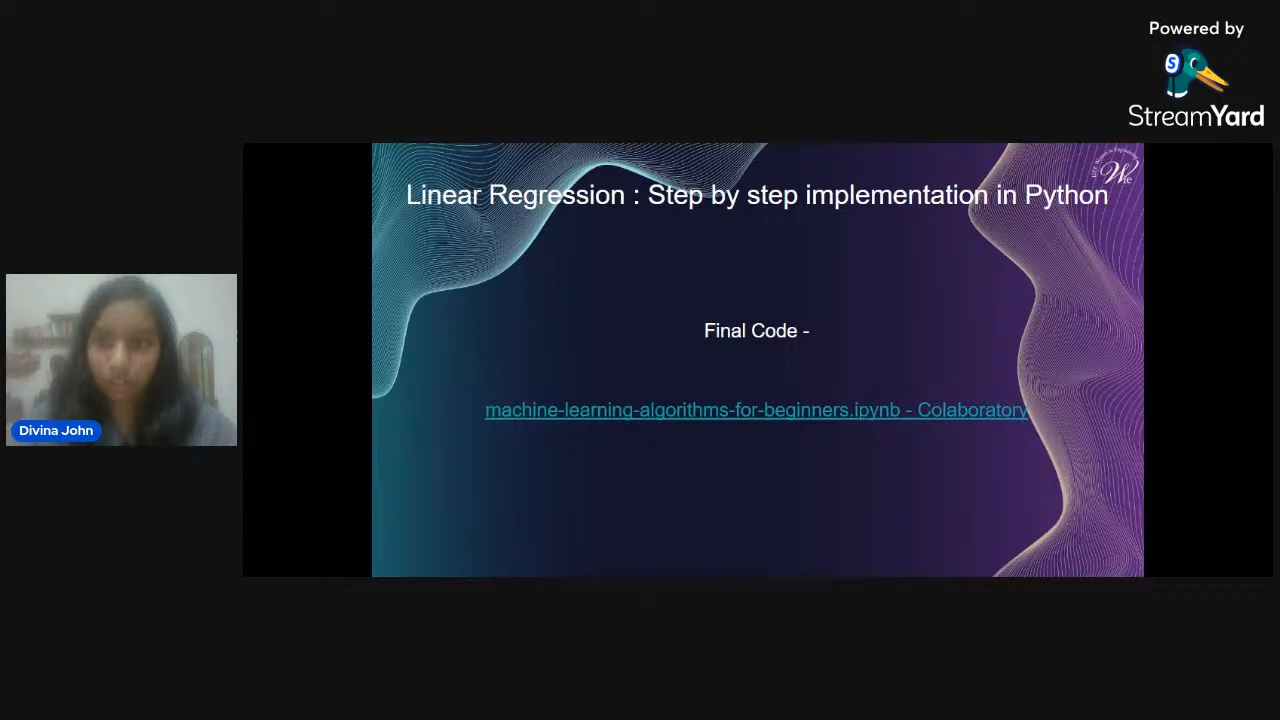 Powered by
S
StreamYard
Linear Regression : Step by step implementation in Python
Final Code -
machine-learning-algorithms-for-beginners.ipynb - Colaboratory
Divina John